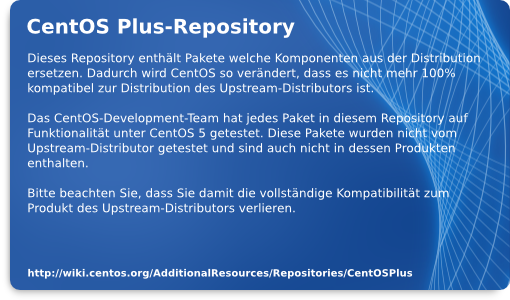 CentOS Plus-Repository
Dieses Repository enthält Pakete welche Komponenten aus der Distribution
ersetzen. Dadurch wird CentOS so verändert, dass es nicht mehr 100%
kompatibel zur Distribution des Upstream-Distributors ist.
Das CentOS-Development-Team hat jedes Paket in diesem Repository auf
Funktionalität unter CentOS 5 getestet. Diese Pakete wurden nicht vom
Upstream-Distributor getestet und sind auch nicht in dessen Produkten
enthalten.
Bitte beachten Sie, dass Sie damit die vollständige Kompatibilität zum
Produkt des Upstream-Distributors verlieren.
http://wiki.centos.org/AdditionalResources/Repositories/CentOSPlus